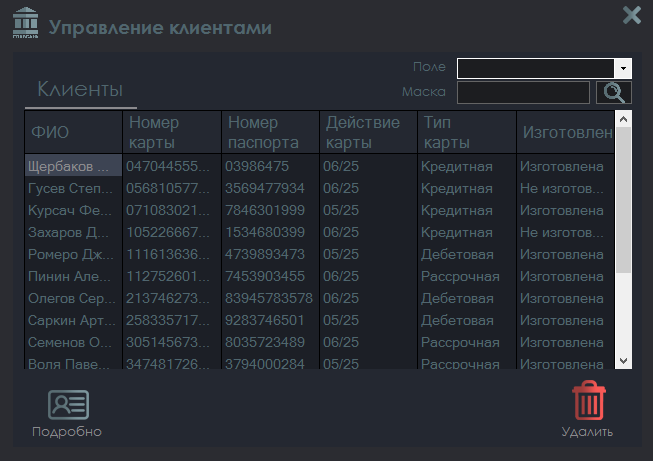 Управление клиентами
Поле
Клиенты
Маска
ФИО Номер карты Номер паспорта Действие карты Тип карты Изготовлен
Щербаков ... 047044555... 03986475 06/25 Кредитная Изготовлена
Гусев Степ... 056810577... 3569477934 06/25 Кредитная Не изготов...
Курсач Фе... 071083021... 7846301999 05/25 Кредитная Изготовлена
Захаров Д... 105226667... 1534680399 06/25 Кредитная Не изготов...
Ромеро Дж... 111613636... 4739893473 05/25 Дебетовая Изготовлена
Пинин Але... 112752601... 7453903455 06/25 Рассрочная Изготовлена
Олегов Сер... 213746273... 83945783578 06/25 Дебетовая Изготовлена
Саркин Арт... 258335717... 9283746501 05/25 Дебетовая Изготовлена
Семенов О... 305145673... 8035723489 06/25 Рассрочная Изготовлена
Воля Паве... 347481726... 3794000284 05/25 Рассрочная Изготовлена
Подробно
Удалить